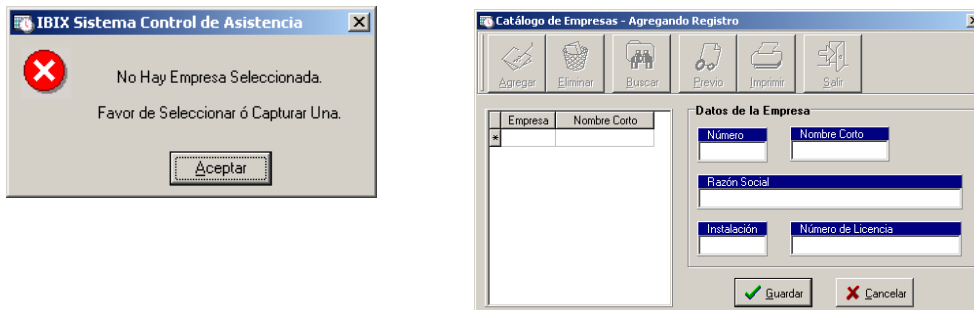 IBIX Sistema Control de Asistencia
No Hay Empresa Seleccionada.
Favor de Seleccionar ó Capturar Una.
Aceptar
Catálogo de Empresas - Agregando Registro
Agregar Eliminar Buscar Previo Imprimir Salir
Empresa Nombre Corto
Datos de la Empresa
Número Nombre Corto
Razón Social
Instalación Número de Licencia
Guardar Cancelar